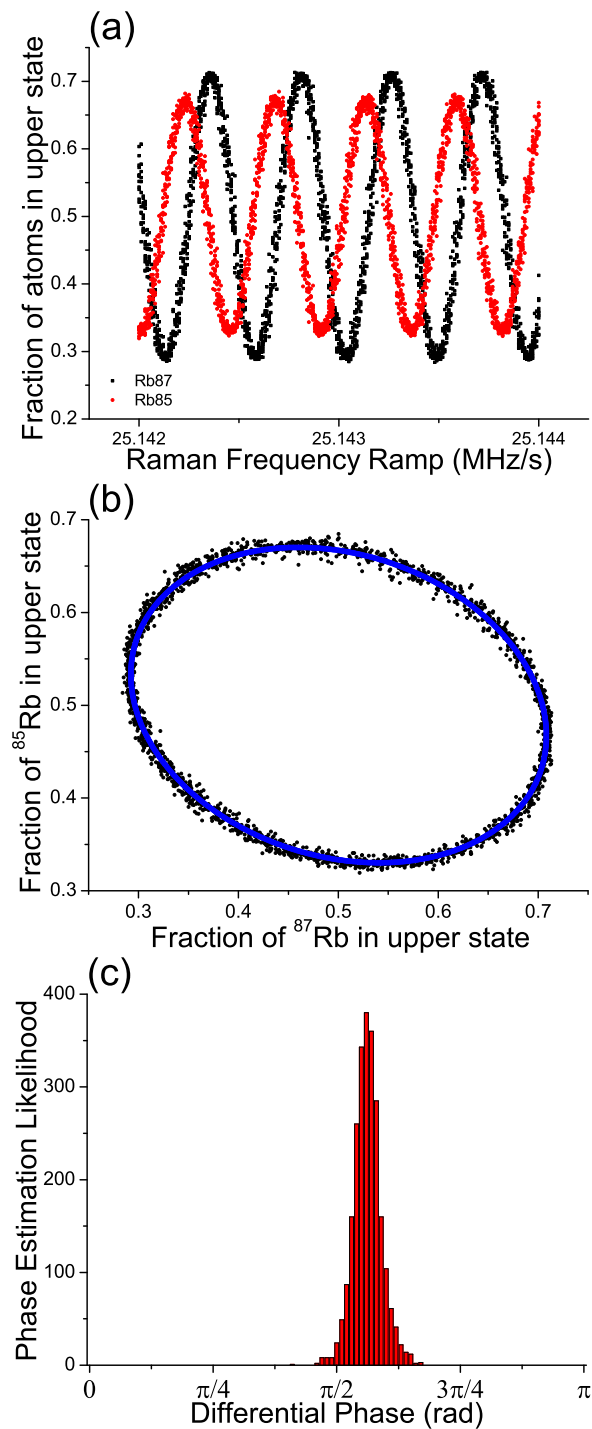 (a)
Fraction of atoms in upper state
0.7
0.6
0.5
0.4
0.3
0.2
Rb87
Rb85
25.142 25.143 25.144
Raman Frequency Ramp (MHz/s)
(b)
Fraction of ⁸⁵Rb in upper state
0.7
0.6
0.5
0.4
0.3
0.3 0.4 0.5 0.6 0.7
Fraction of ⁸⁷Rb in upper state
(c)
Phase Estimation Likelihood
400
300
200
100
0
0 π/4 π/2 3π/4 π
Differential Phase (rad)